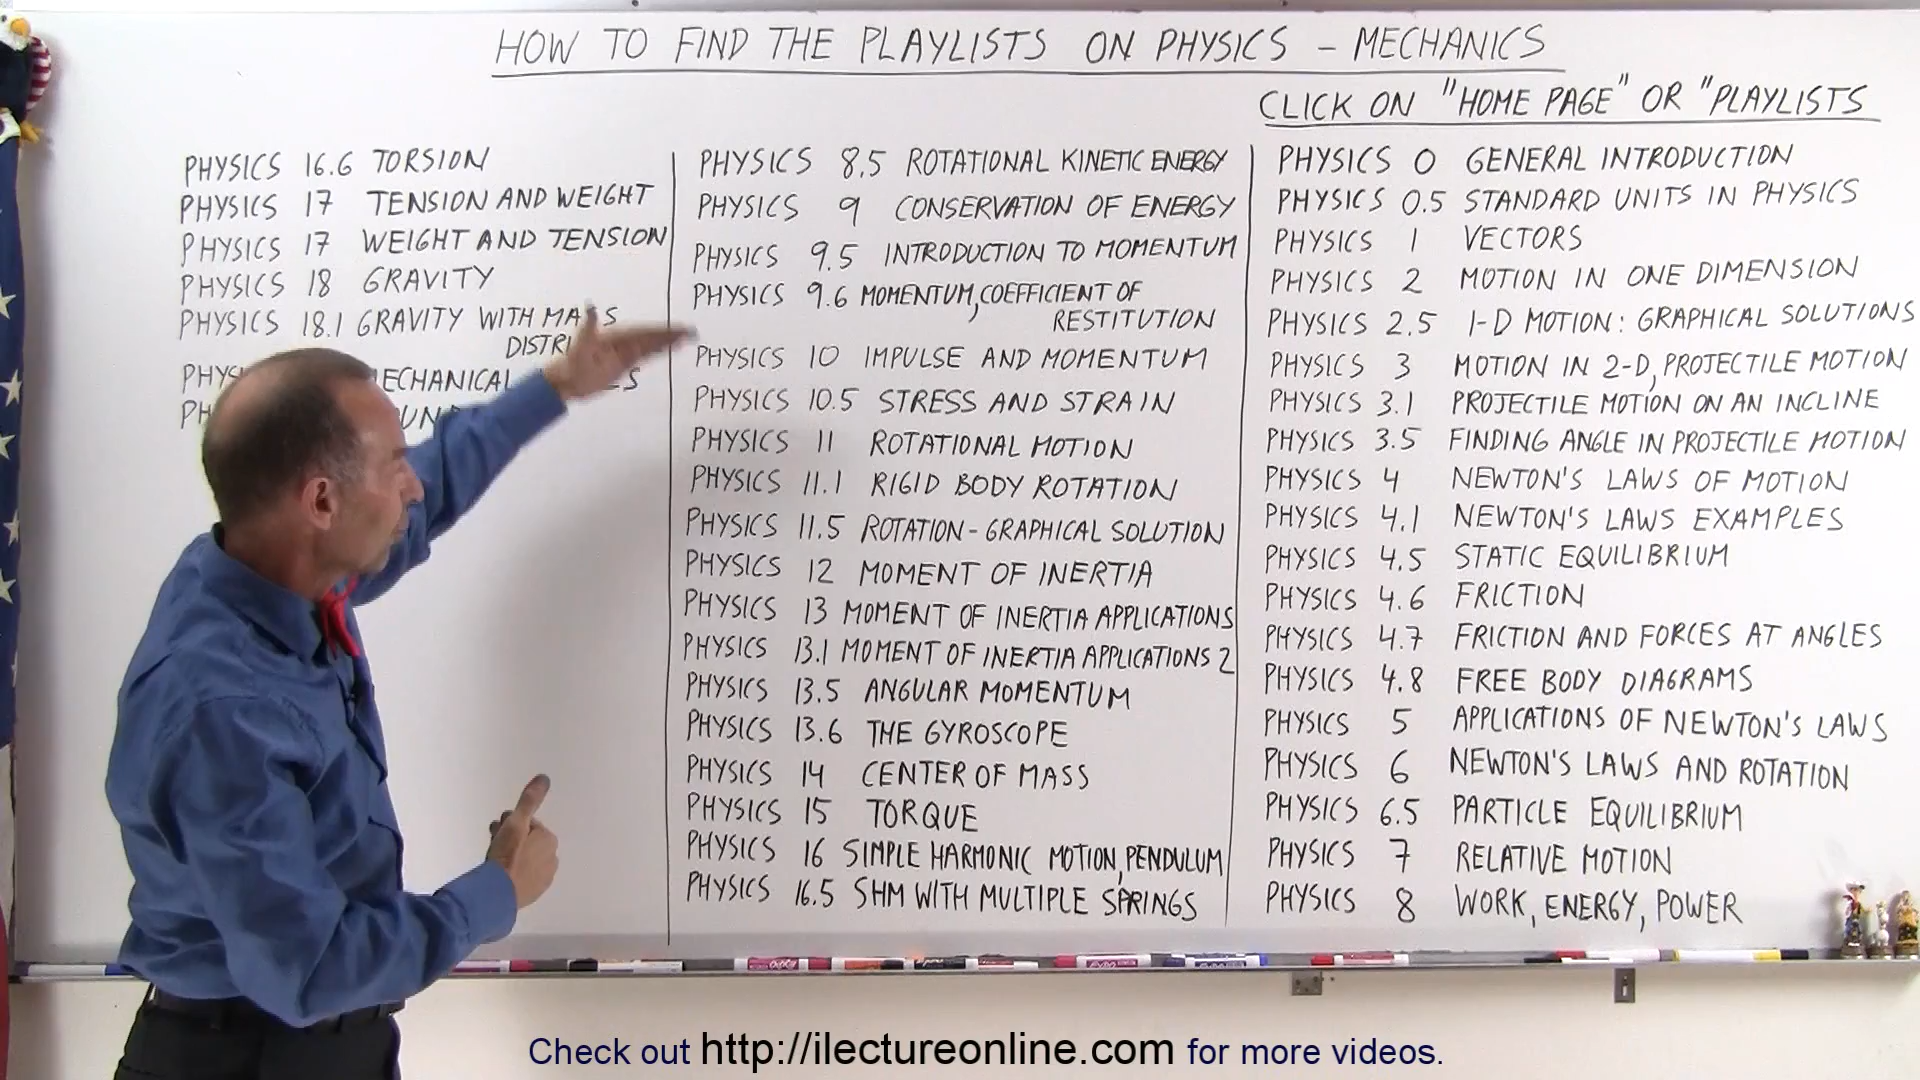 HOW TO FIND THE PLAYLISTS ON PHYSICS – MECHANICS
CLICK ON "HOME PAGE" OR "PLAYLISTS
PHYSICS 16.6 TORSION
PHYSICS 17 TENSION AND WEIGHT
PHYSICS 17 WEIGHT AND TENSION
PHYSICS 18 GRAVITY
PHYSICS 18.1 GRAVITY WITH MASS
PHYSICS 8.5 ROTATIONAL KINETIC ENERGY
PHYSICS 9 CONSERVATION OF ENERGY
PHYSICS 9.5 INTRODUCTION TO MOMENTUM
PHYSICS 9.6 MOMENTUM, COEFFICIENT OF
RESTITUTION
PHYSICS 10 IMPULSE AND MOMENTUM
PHYSICS 10.5 STRESS AND STRAIN
PHYSICS 11 ROTATIONAL MOTION
PHYSICS 11.1 RIGID BODY ROTATION
PHYSICS 11.5 ROTATION - GRAPHICAL SOLUTION
PHYSICS 12 MOMENT OF INERTIA
PHYSICS 13 MOMENT OF INERTIA APPLICATIONS
PHYSICS 13.1 MOMENT OF INERTIA APPLICATIONS 2
PHYSICS 13.5 ANGULAR MOMENTUM
PHYSICS 13.6 THE GYROSCOPE
PHYSICS 14 CENTER OF MASS
PHYSICS 15 TORQUE
PHYSICS 16 SIMPLE HARMONIC MOTION, PENDULUM
PHYSICS 16.5 SHM WITH MULTIPLE SPRINGS
PHYSICS 0 GENERAL INTRODUCTION
PHYSICS 0.5 STANDARD UNITS IN PHYSICS
PHYSICS 1 VECTORS
PHYSICS 2 MOTION IN ONE DIMENSION
PHYSICS 2.5 1-D MOTION: GRAPHICAL SOLUTIONS
PHYSICS 3 MOTION IN 2-D, PROJECTILE MOTION
PHYSICS 3.1 PROJECTILE MOTION ON AN INCLINE
PHYSICS 3.5 FINDING ANGLE IN PROJECTILE MOTION
PHYSICS 4 NEWTON'S LAWS OF MOTION
PHYSICS 4.1 NEWTON'S LAWS EXAMPLES
PHYSICS 4.5 STATIC EQUILIBRIUM
PHYSICS 4.6 FRICTION
PHYSICS 4.7 FRICTION AND FORCES AT ANGLES
PHYSICS 4.8 FREE BODY DIAGRAMS
PHYSICS 5 APPLICATIONS OF NEWTON'S LAWS
PHYSICS 6 NEWTON'S LAWS AND ROTATION
PHYSICS 6.5 PARTICLE EQUILIBRIUM
PHYSICS 7 RELATIVE MOTION
PHYSICS 8 WORK, ENERGY, POWER
Check out http://ilectureonline.com for more videos.